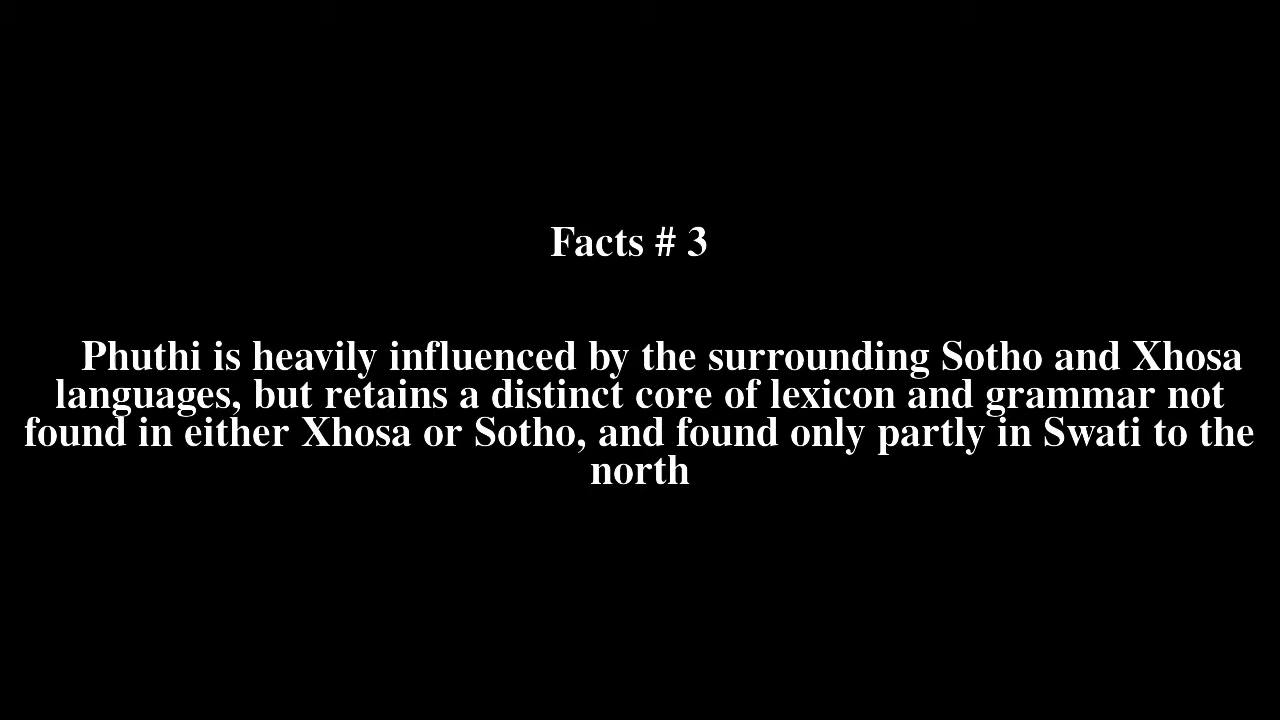 Facts # 3
Phuthi is heavily influenced by the surrounding Sotho and Xhosa
languages, but retains a distinct core of lexicon and grammar not
found in either Xhosa or Sotho, and found only partly in Swati to the
north